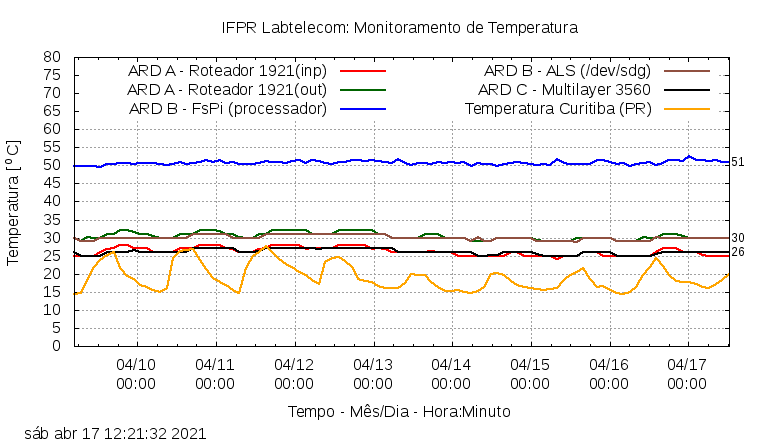 IFPR Labtelecom: Monitoramento de Temperatura
80
75
70
65
60
55
50
45
40
35
30
25
20
15
10
5
0
Temperatura [ºC]
ARD A - Roteador 1921(inp)
ARD A - Roteador 1921(out)
ARD B - FsPi (processador)
ARD B - ALS (/dev/sdg)
ARD C - Multilayer 3560
Temperatura Curitiba (PR)
51
30
26
04/10 04/11 04/12 04/13 04/14 04/15 04/16 04/17
00:00 00:00 00:00 00:00 00:00 00:00 00:00 00:00
Tempo - Mês/Dia - Hora:Minuto
sáb abr 17 12:21:32 2021